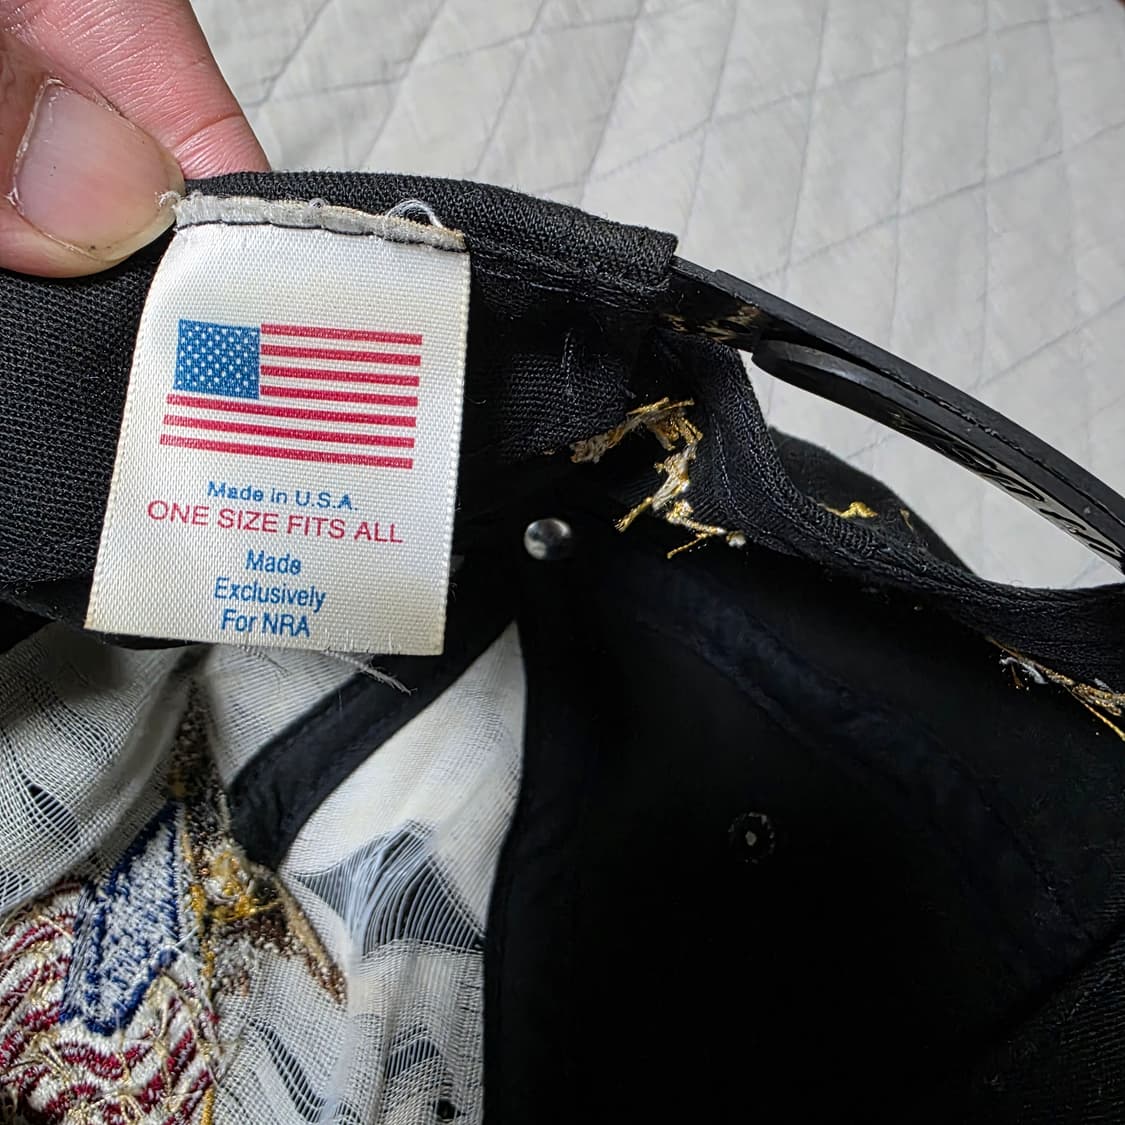 Made in U.S.A.
ONE SIZE FITS ALL
Made
Exclusively
For NRA